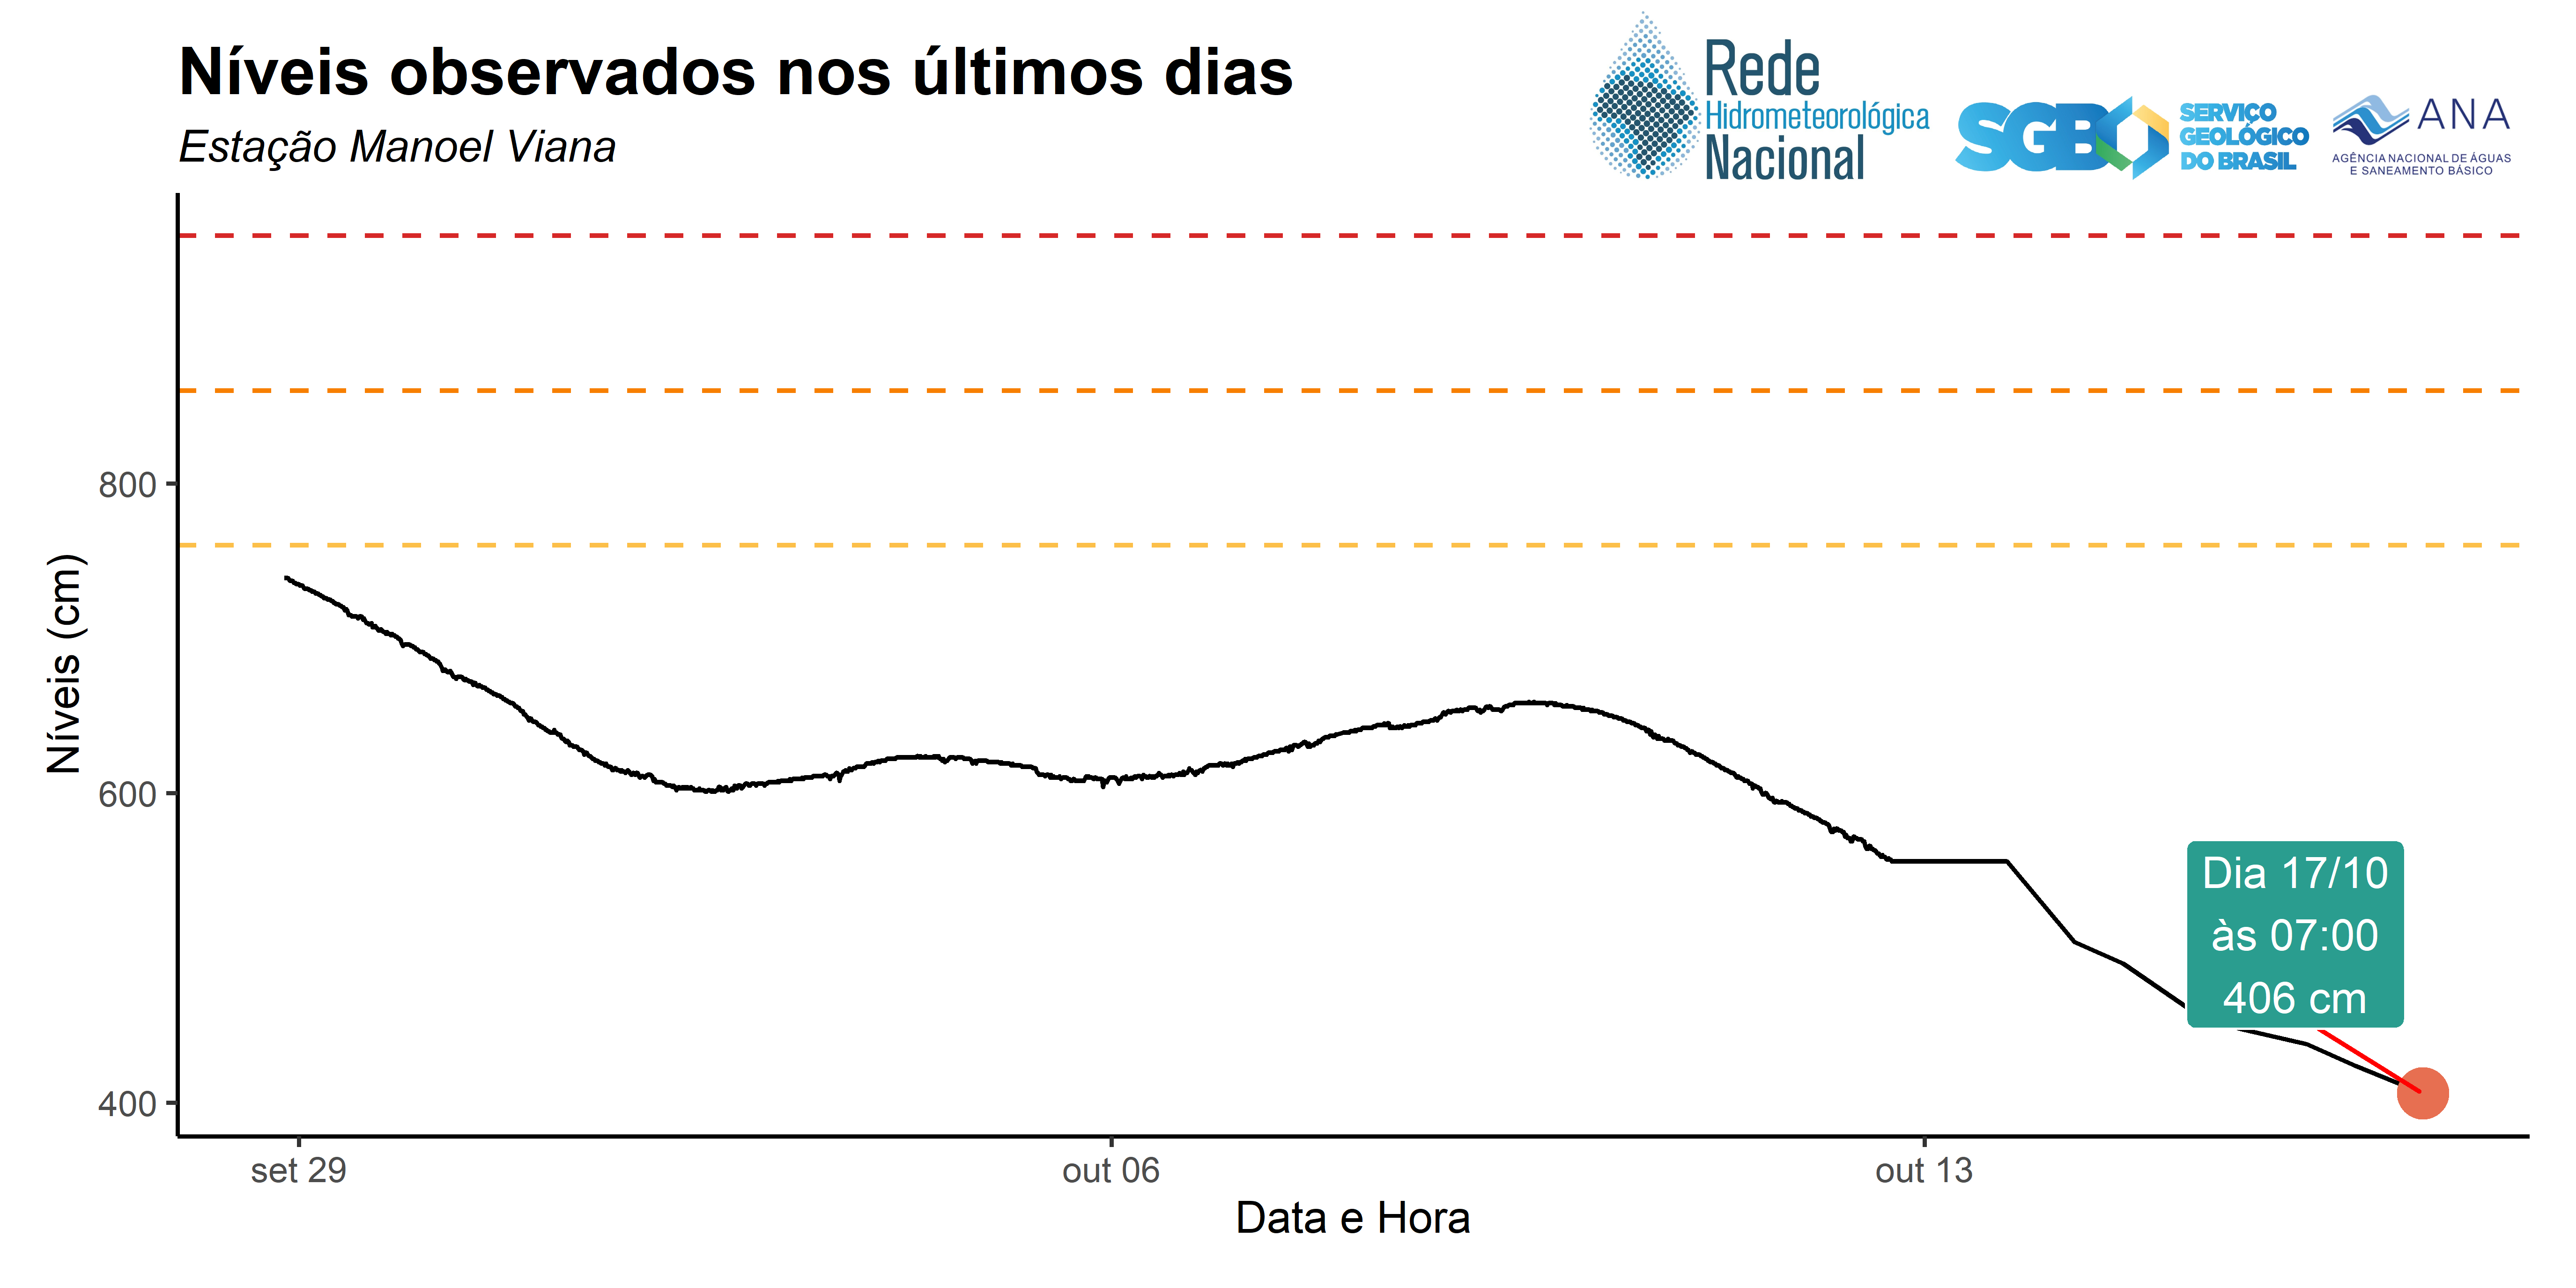 Níveis observados nos últimos dias
Estação Manoel Viana
Rede
Hidrometeorológica
Nacional
SGB
SERVIÇO
GEOLÓGICO
DO BRASIL
ANA
AGÊNCIA NACIONAL DE ÁGUAS
E SANEAMENTO BÁSICO
Níveis (cm)
800
600
400
Dia 17/10
às 07:00
406 cm
set 29
out 06
out 13
Data e Hora